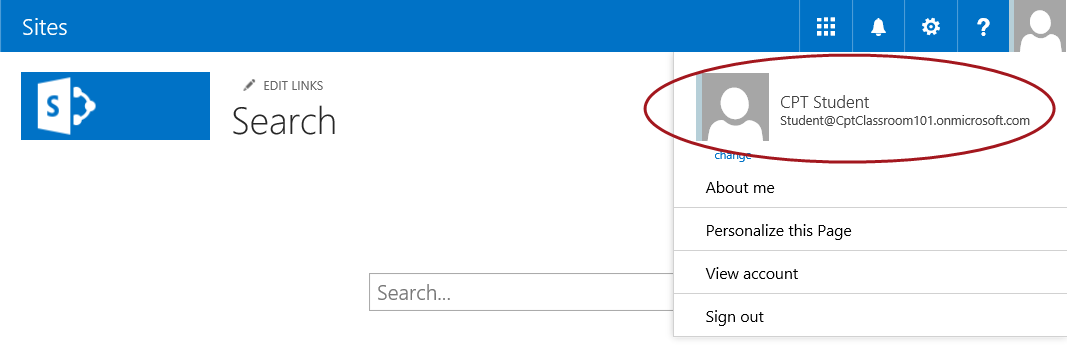 Sites
?
S
EDIT LINKS
Search
CPT Student
Student@CptClassroom101.onmicrosoft.com
change
About me
Personalize this Page
View account
Search...
Sign out